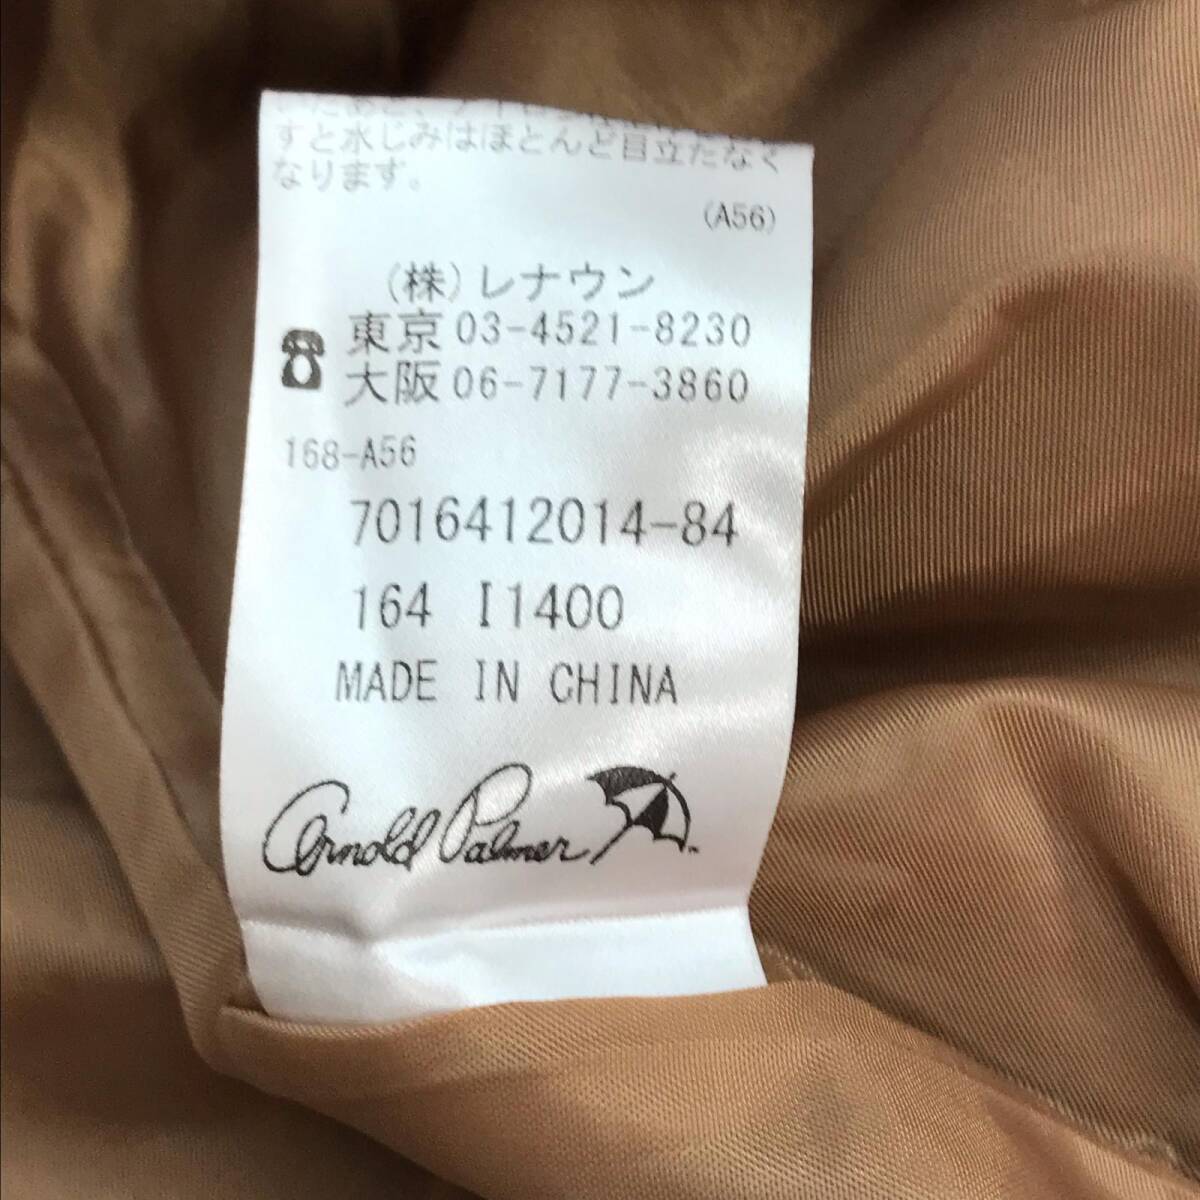 すと水じみはほとんど目立たなく
なります。
(A56)
(株)レナウン
東京 03-4521-8230
大阪 06-7177-3860
168-A56
7016412014-84
164 I1400
MADE IN CHINA
Arnold Palmer